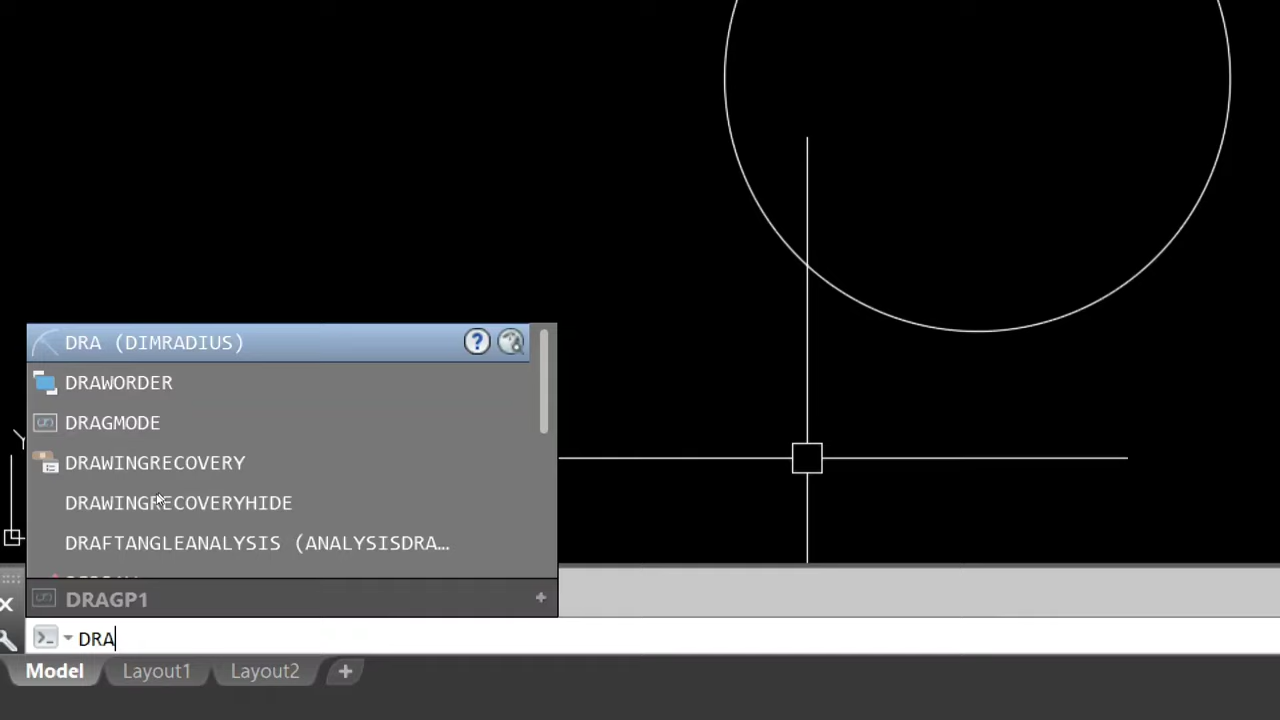 DRA (DIMRADIUS)
DRAWORDER
DRAGMODE
DRAWINGRECOVERY
DRAWINGRECOVERYHIDE
DRAFTANGLEANALYSIS (ANALYSISDRA…
DRAGP1
DRA
Model Layout1 Layout2 +